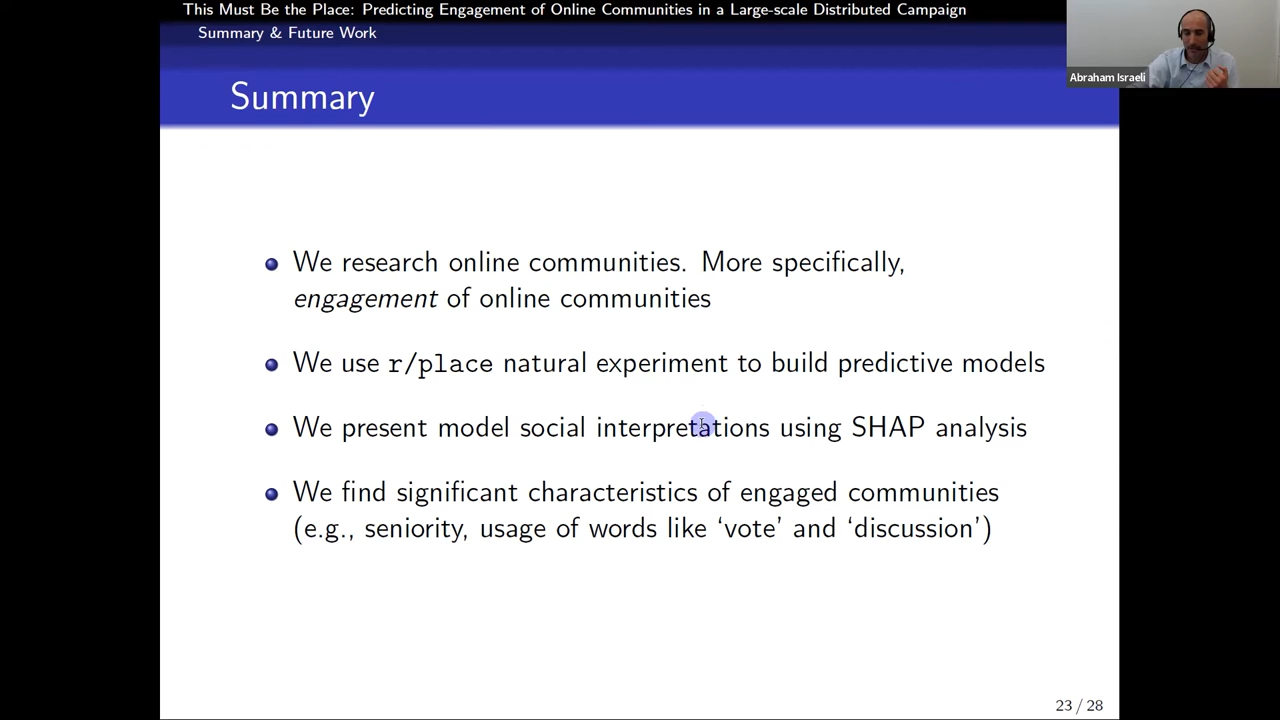 This Must Be the Place: Predicting Engagement of Online Communities in a Large-scale Distributed Campaign
Summary & Future Work
Abraham Israeli
Summary
We research online communities. More specifically,
engagement of online communities
We use r/place natural experiment to build predictive models
We present model social interpretations using SHAP analysis
We find significant characteristics of engaged communities
(e.g., seniority, usage of words like ‘vote’ and ‘discussion’)
23 / 28